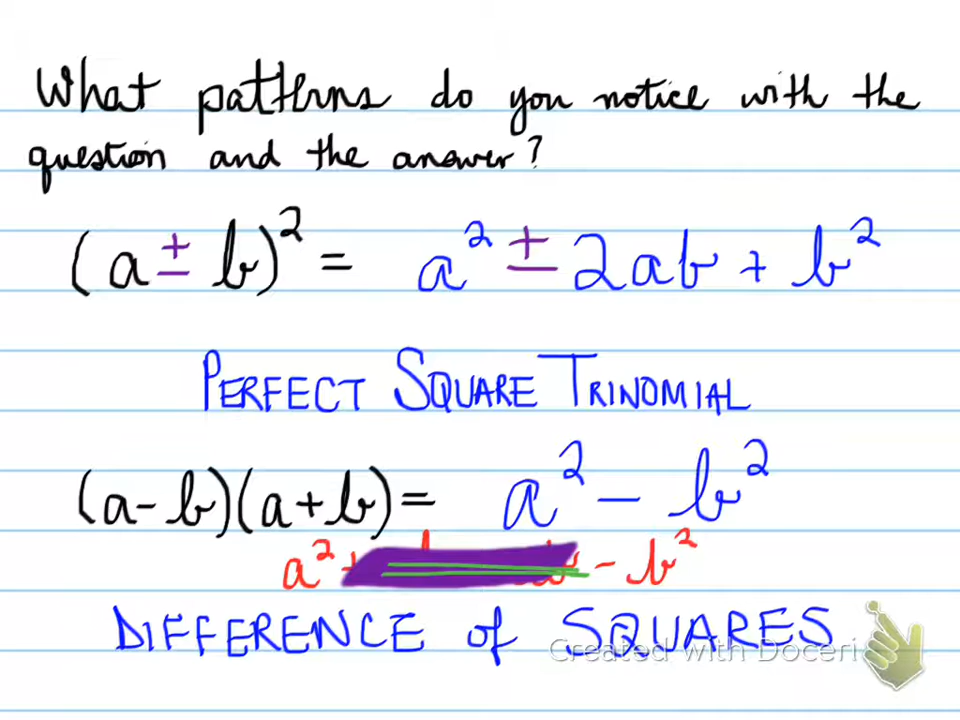 What patterns do you notice with the
question and the answer?
(a ± b)² = a² ± 2ab + b²
PERFECT SQUARE TRINOMIAL
(a - b)(a + b) = a² - b²
a² + - b²
DIFFERENCE of SQUARES
Created with Doceri